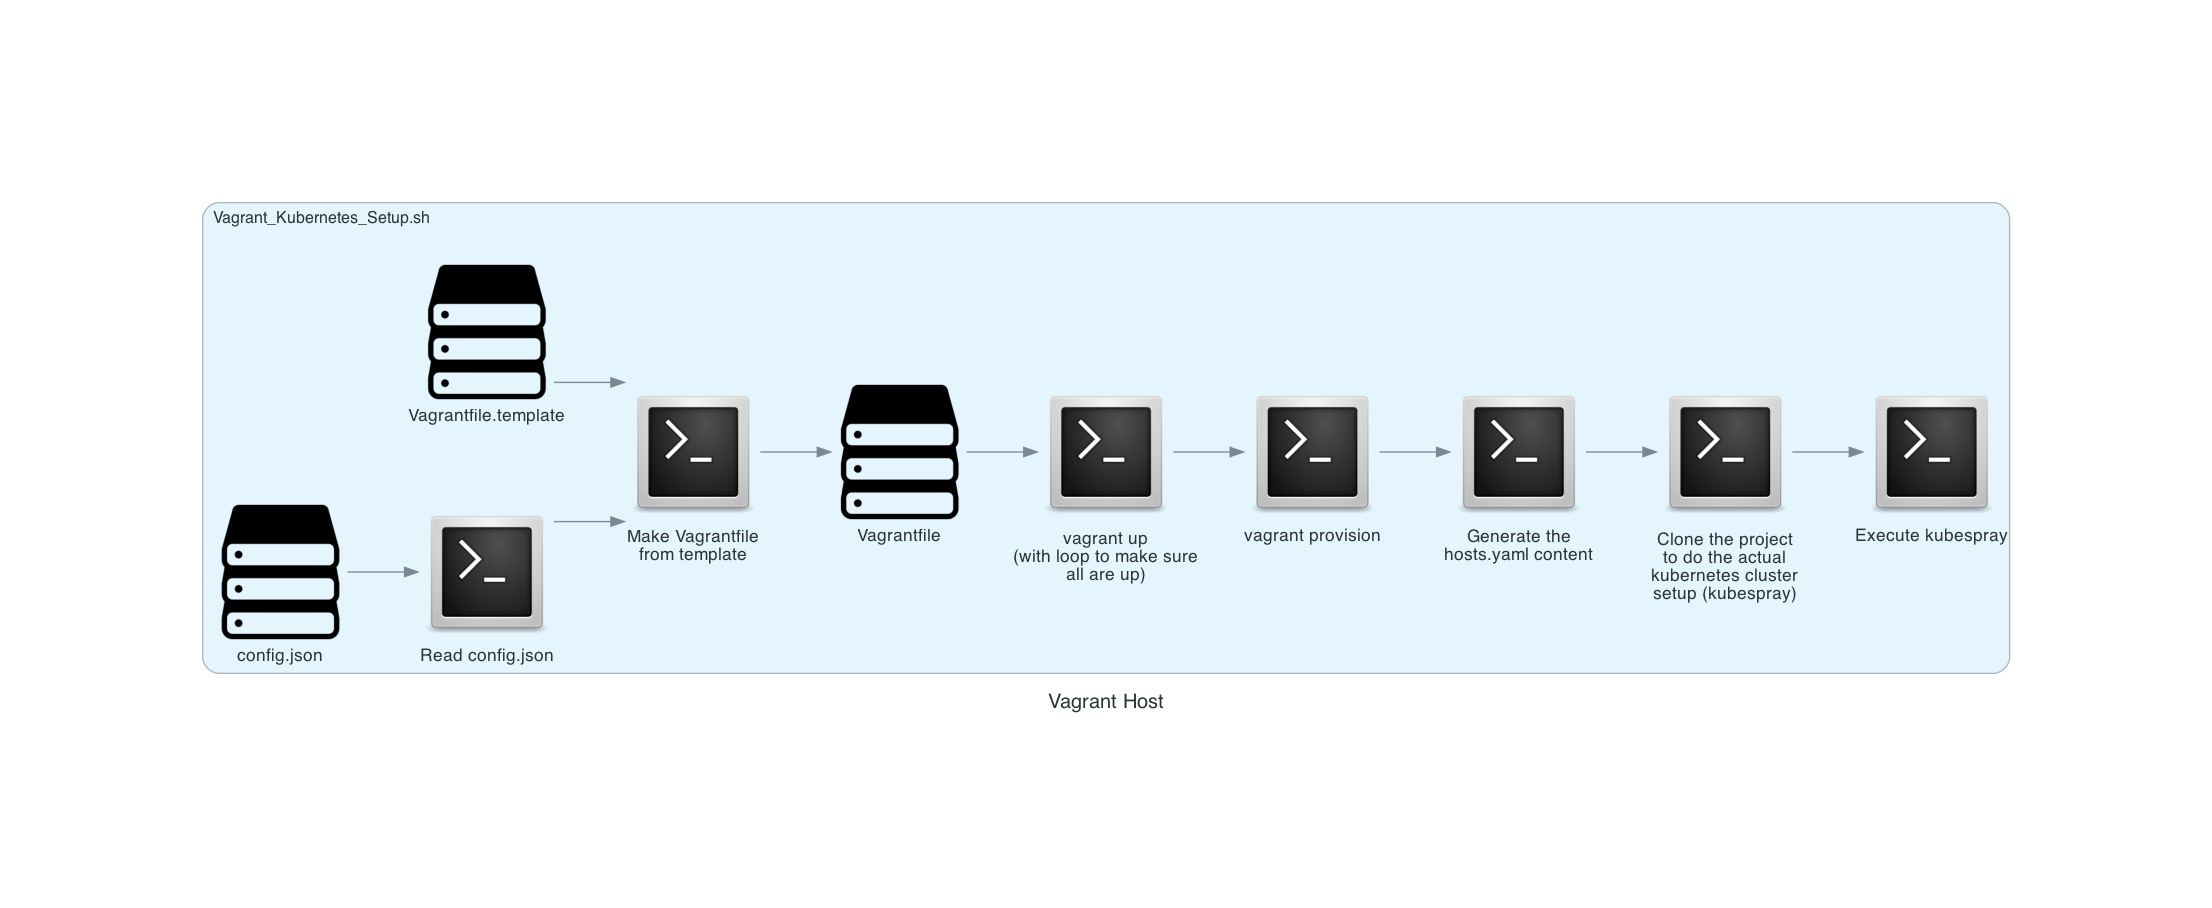 Vagrant_Kubernetes_Setup.sh
Vagrantfile.template
config.json
Read config.json
Make Vagrantfile
from template
Vagrantfile
vagrant up
(with loop to make sure
all are up)
vagrant provision
Generate the
hosts.yaml content
Clone the project
to do the actual
kubernetes cluster
setup (kubespray)
Execute kubespray
Vagrant Host